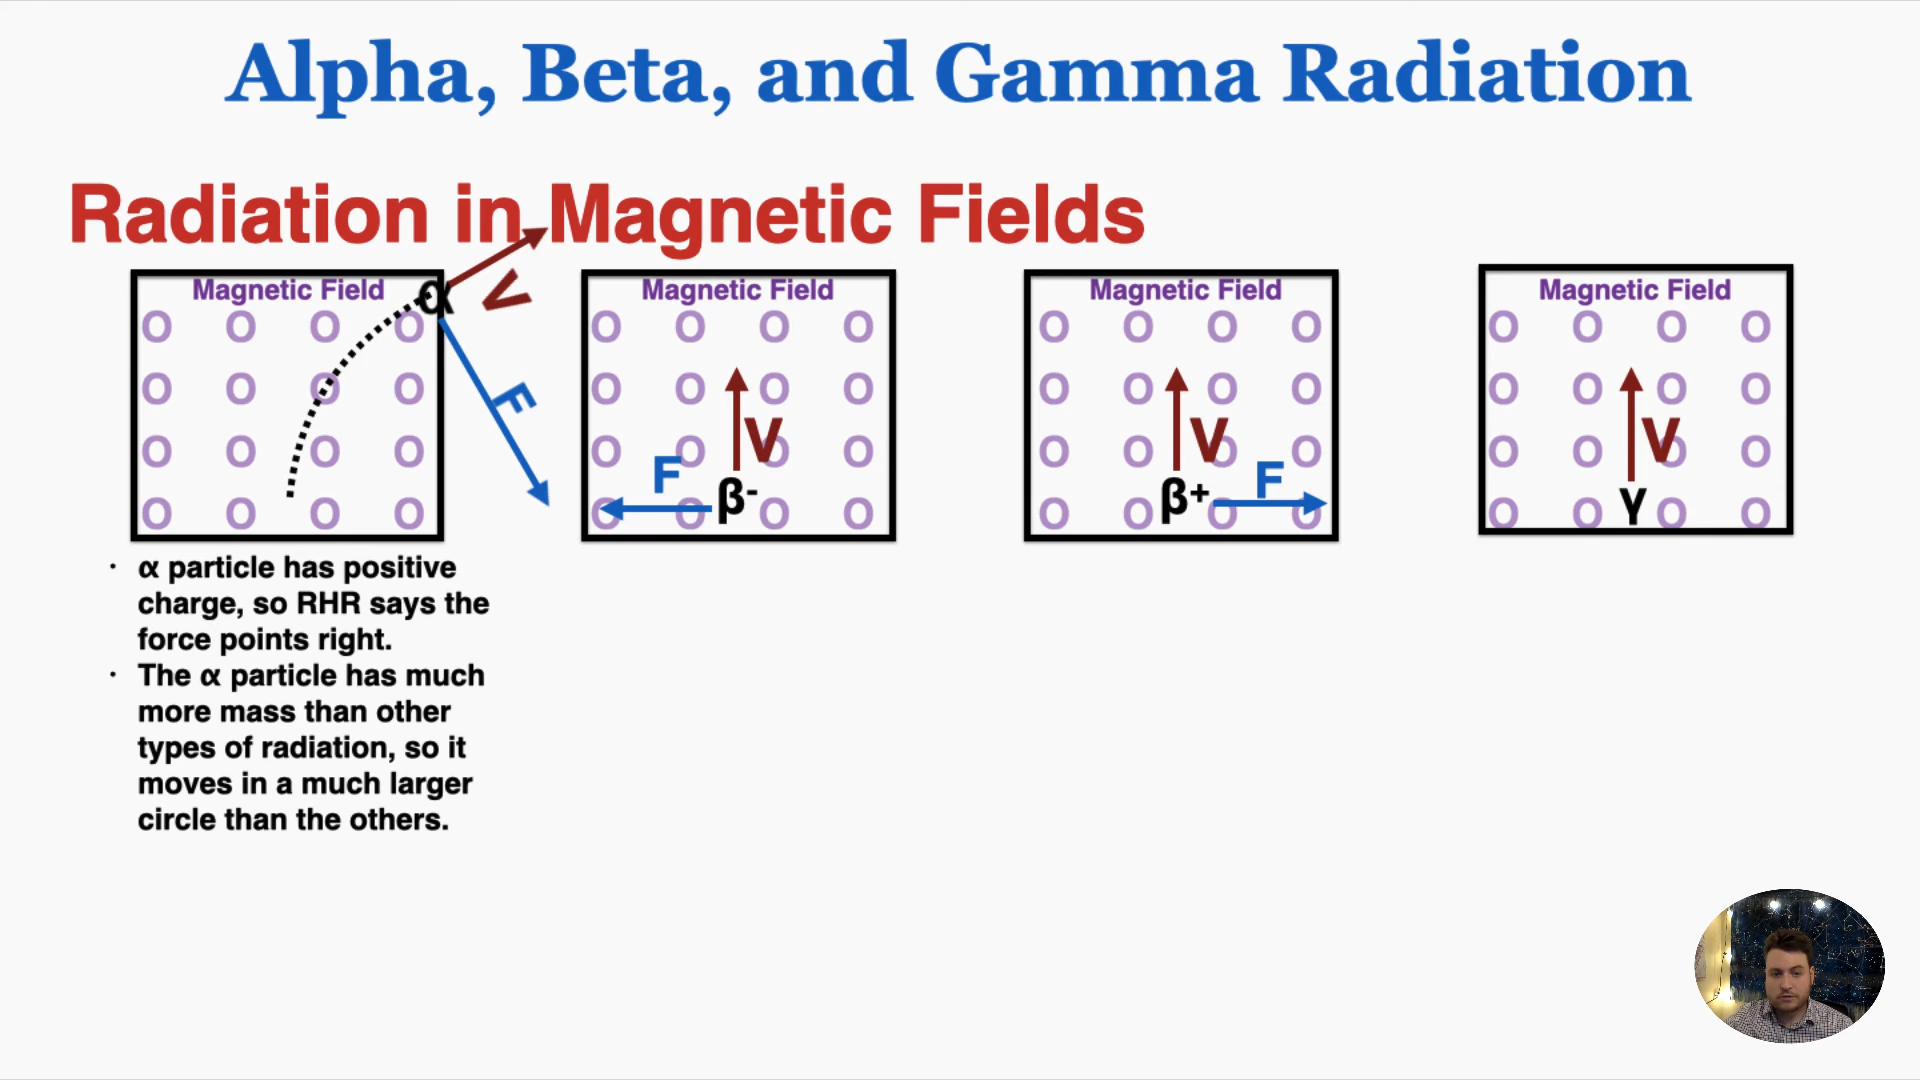 Alpha, Beta, and Gamma Radiation
Radiation in Magnetic Fields
Magnetic Field
O O O O
O O O O
O O O O
O O O O
α
V
F
Magnetic Field
O O O O
O O O O
O O O O
O O O O
V
F
β-
Magnetic Field
O O O O
O O O O
O O O O
O O O O
V
β+
F
Magnetic Field
O O O O
O O O O
O O O O
O O O O
V
γ
· α particle has positive
charge, so RHR says the
force points right.
· The α particle has much
more mass than other
types of radiation, so it
moves in a much larger
circle than the others.